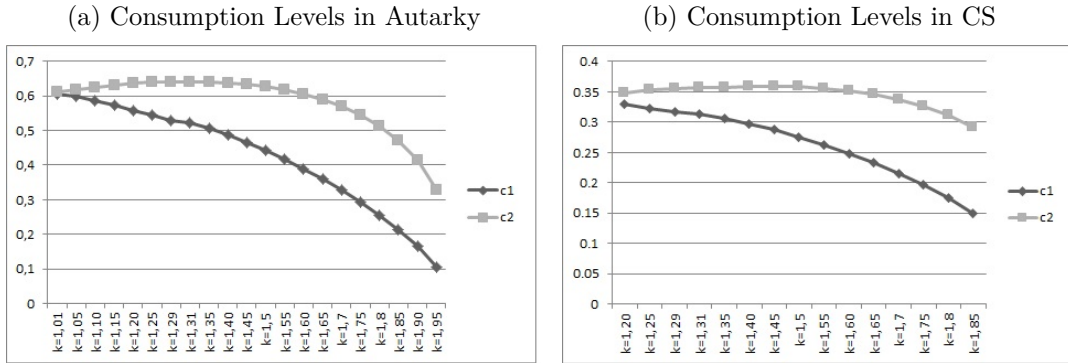 (a) Consumption Levels in Autarky
0,7
0,6
0,5
0,4
0,3
0,2
0,1
0
k=1,01
k=1,05
k=1,10
k=1,15
k=1,20
k=1,25
k=1,29
k=1,31
k=1,35
k=1,40
k=1,45
k=1,5
k=1,55
k=1,60
k=1,65
k=1,7
k=1,75
k=1,8
k=1,85
k=1,90
k=1,95
c1
c2
(b) Consumption Levels in CS
0.4
0.35
0.3
0.25
0.2
0.15
0.1
0.05
0
k=1,20
k=1,25
k=1,29
k=1,31
k=1,35
k=1,40
k=1,45
k=1,5
k=1,55
k=1,60
k=1,65
k=1,7
k=1,75
k=1,8
k=1,85
c1
c2